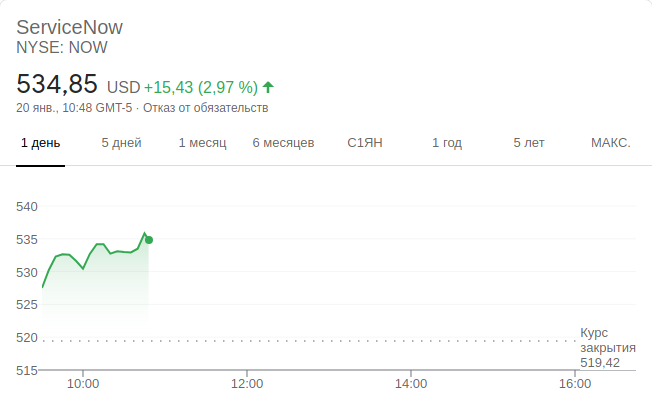 ServiceNow
NYSE: NOW
534,85 USD +15,43 (2,97 %)
20 янв., 10:48 GMT-5 · Отказ от обязательств
1 день 5 дней 1 месяц 6 месяцев С1ЯН 1 год 5 лет МАКС.
540
535
530
525
520
515
Курс
закрытия
519,42
10:00 12:00 14:00 16:00